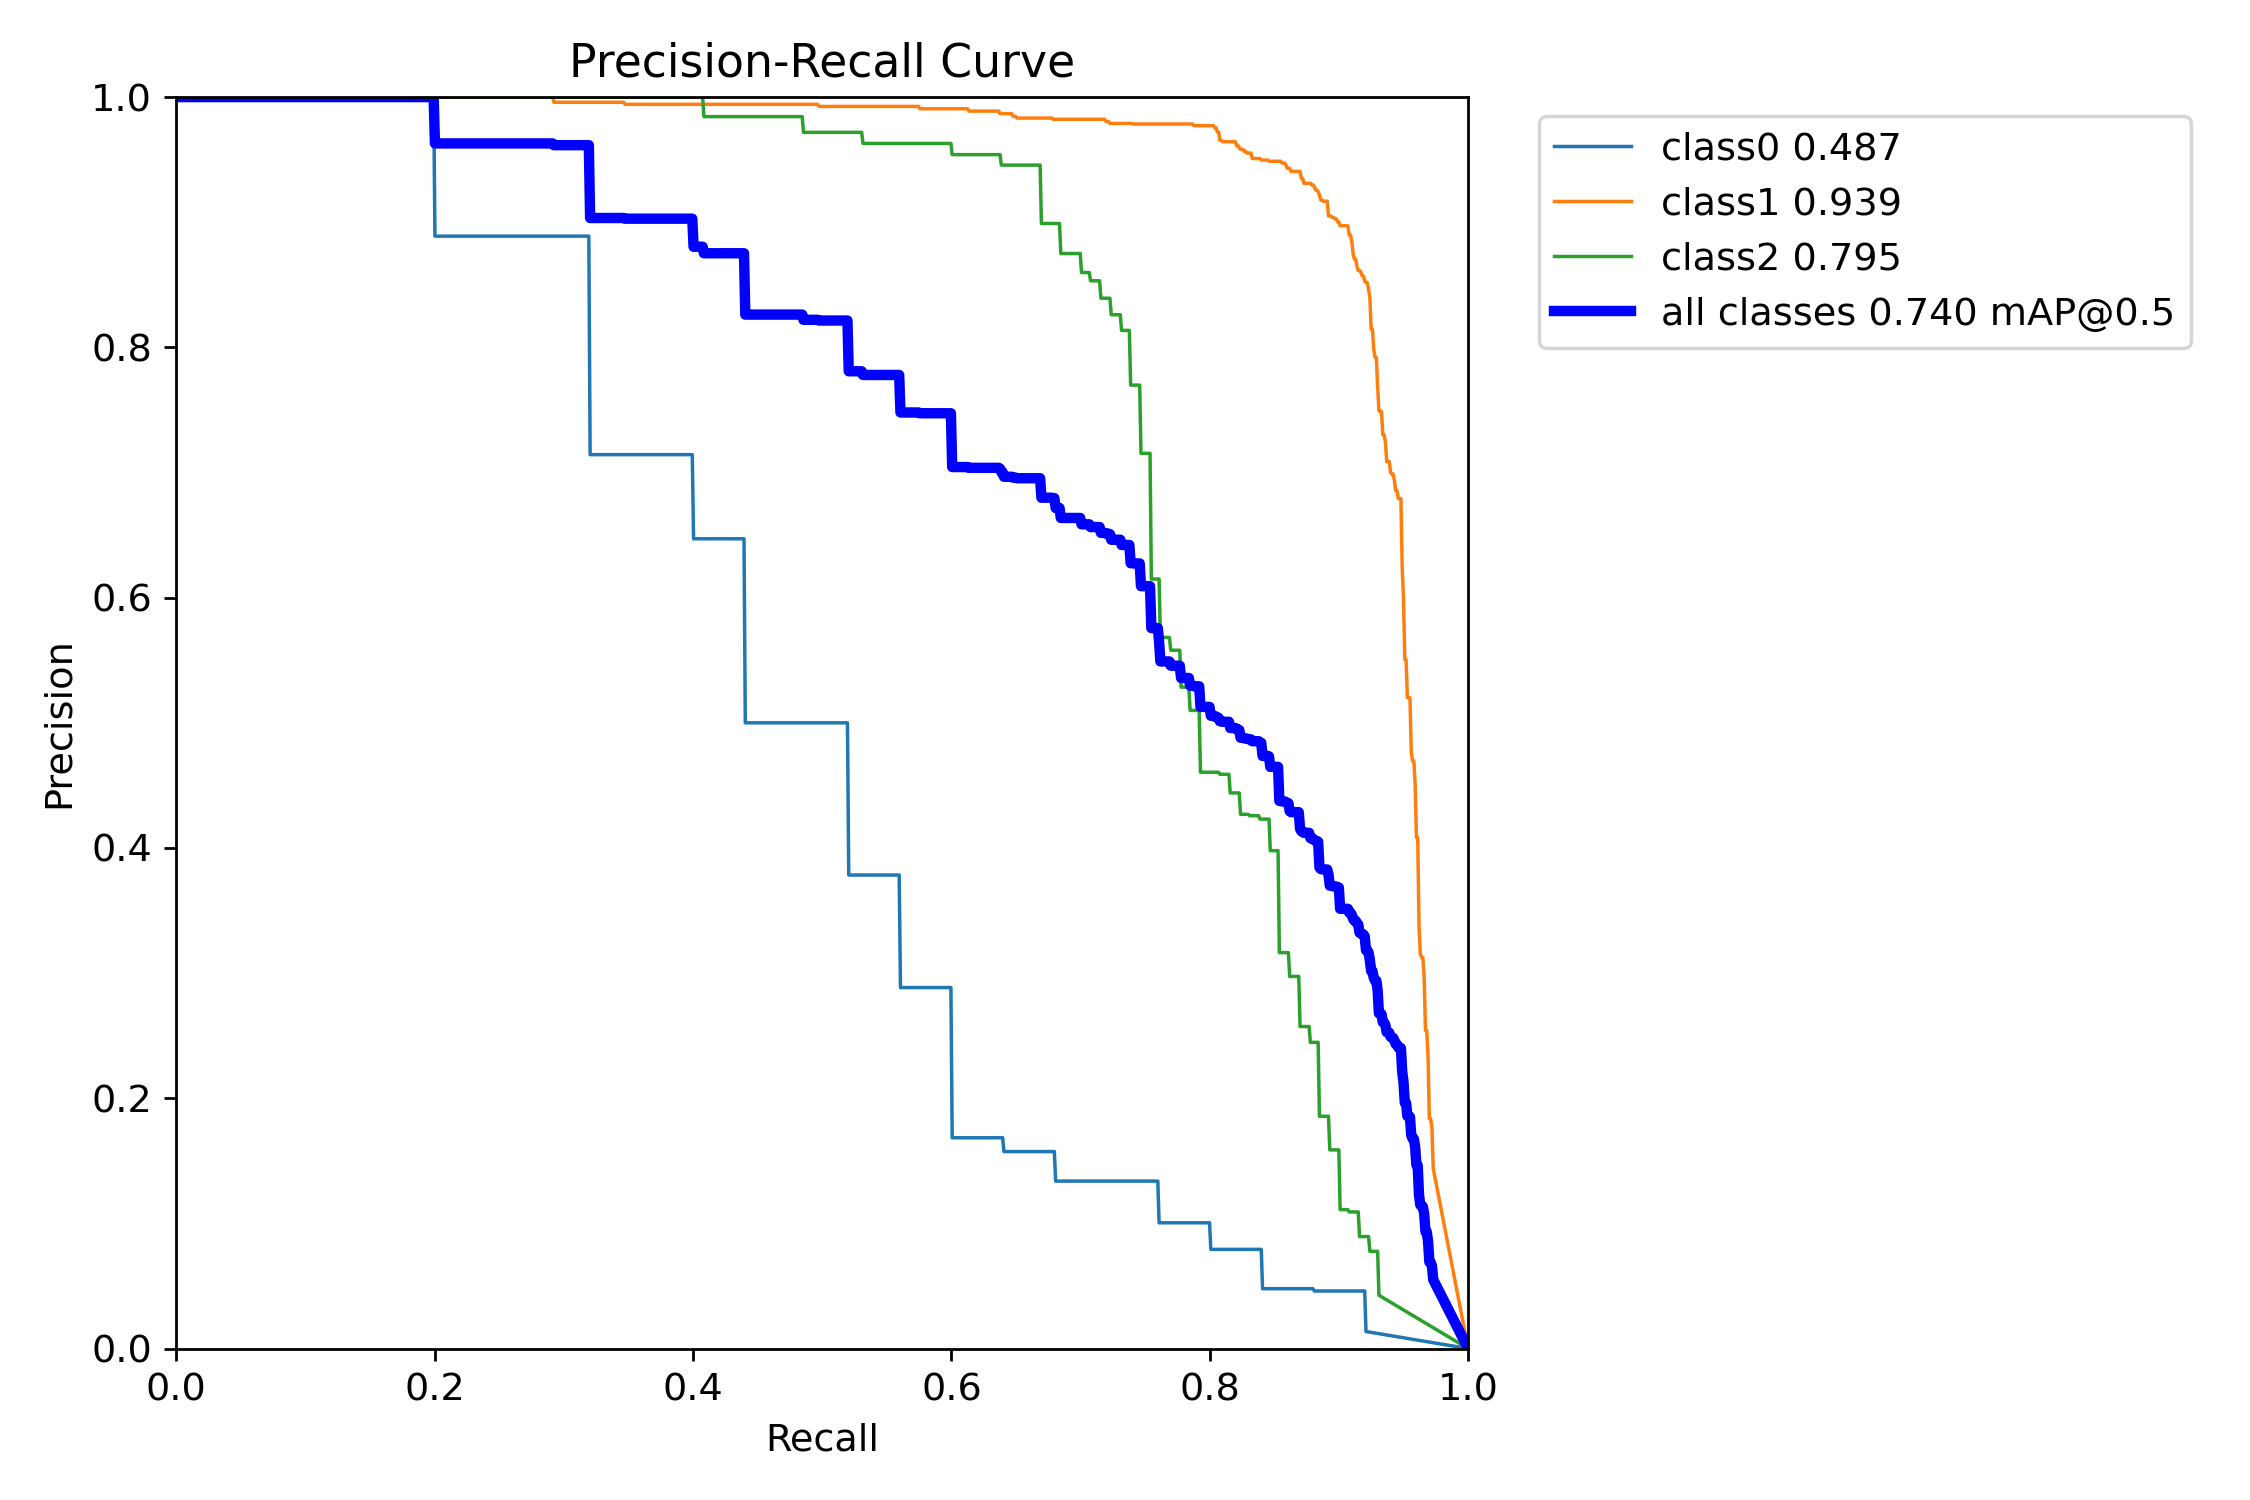 Precision-Recall Curve
1.0
0.8
0.6
0.4
0.2
0.0
Precision
0.0 0.2 0.4 0.6 0.8 1.0
Recall
class0 0.487
class1 0.939
class2 0.795
all classes 0.740 mAP@0.5